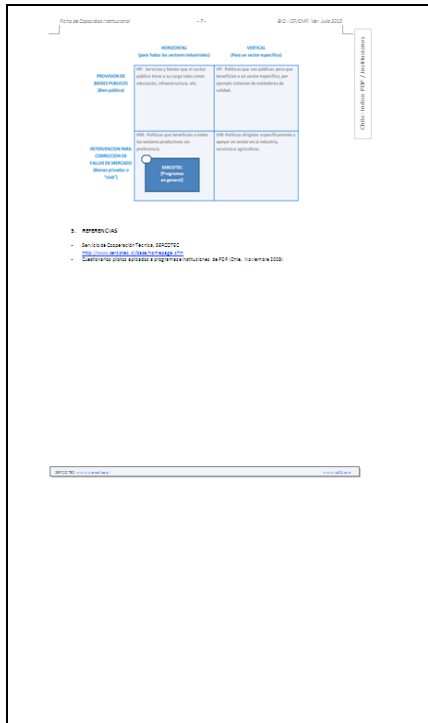 Ficha de Capacidad Institucional - 7 - BID: ICF/CMF: Ver. Julio 2010
Chile: Indice PDP / Instituciones
HORIZONTAL
(para Todos los sectores industriales)
VERTICAL
(Para un sector específico)
PROVISION DE
BIENES PUBLICOS
(Bien público)
HP: Servicios y bienes que el sector
público tiene a su cargo tales como
educación, infraestructura, etc.
VP: Políticas que son públicas pero que
benefician a un sector específico, por
ejemplo sistemas de estándares de
calidad.
INTERVENCION PARA
CORRECCION DE
FALLAS DE MERCADO
(Bienes privados o
"club")
HM: Políticas que benefician a todos
los sectores productivos sin
preferencia.
SERCOTEC
(Programas
en general)
VM: Políticas dirigidas específicamente a
apoyar un sector en la industria,
servicios o agricultura.
REFERENCIAS
- Servicio de Cooperación Técnica, SERCOTEC
- Cuestionarios pilotos aplicados a programas e instituciones de PDP (Chile, Noviembre 2009)
SERCOTEC: